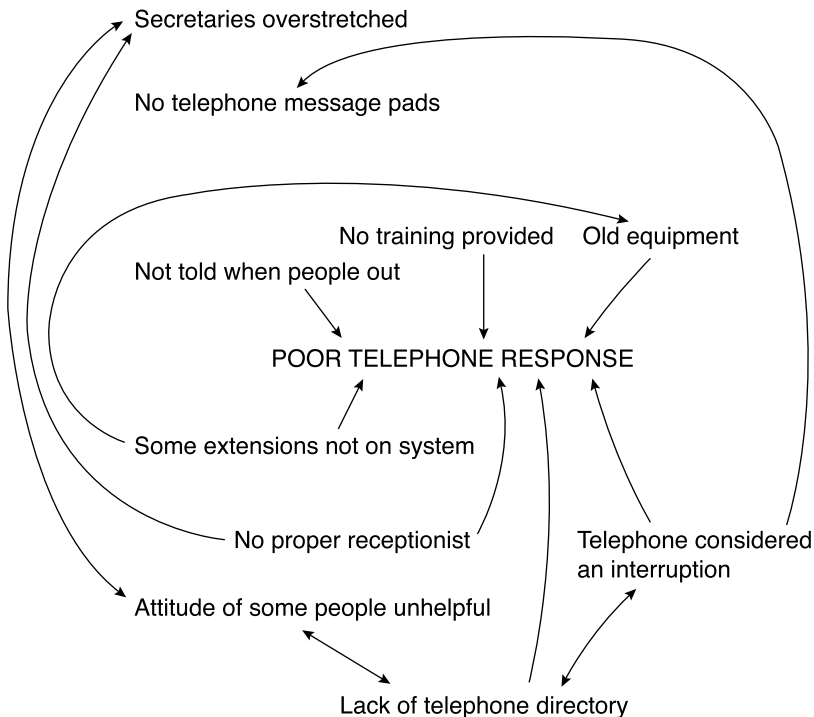 Secretaries overstretched
No telephone message pads
No training provided
Old equipment
Not told when people out
POOR TELEPHONE RESPONSE
Some extensions not on system
No proper receptionist
Telephone considered
an interruption
Attitude of some people unhelpful
Lack of telephone directory